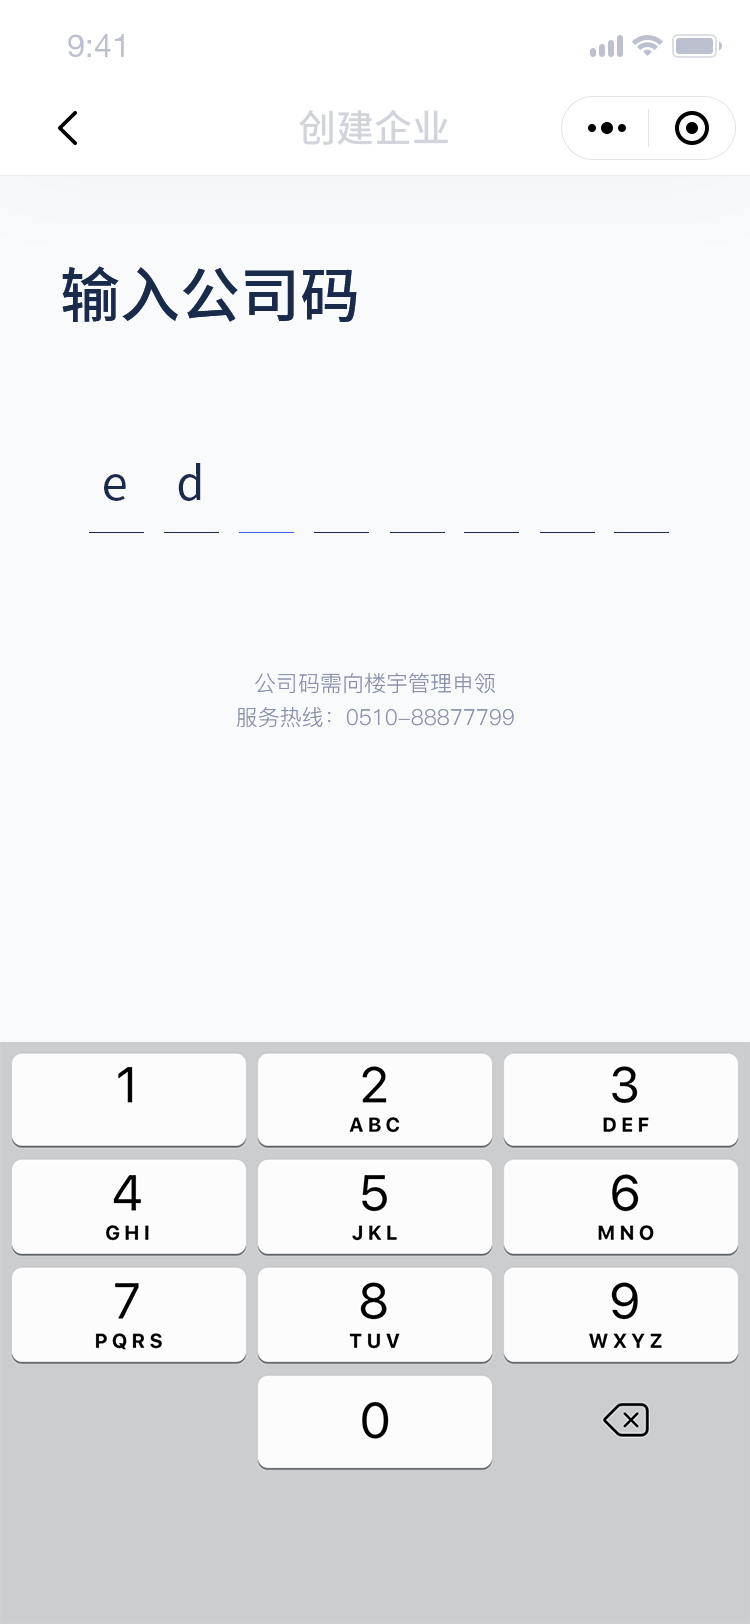 9:41
创建企业
输入公司码
e d
公司码需向楼宇管理申领
服务热线：0510-88877799
1
2
3
ABC
DEF
4
5
6
GHI
JKL
MNO
7
8
9
PQRS
TUV
WXYZ
0